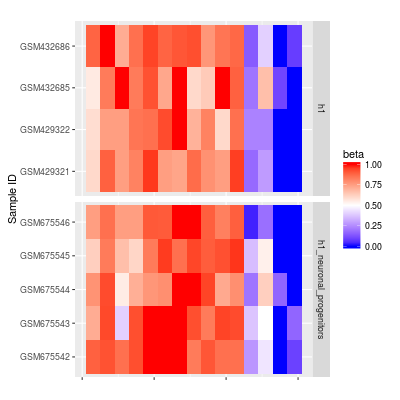 GSM432686
GSM432685
GSM429322
GSM429321
h1
GSM675546
GSM675545
GSM675544
GSM675543
GSM675542
h1_neuronal_progenitors
Sample ID
beta
1.00
0.75
0.50
0.25
0.00